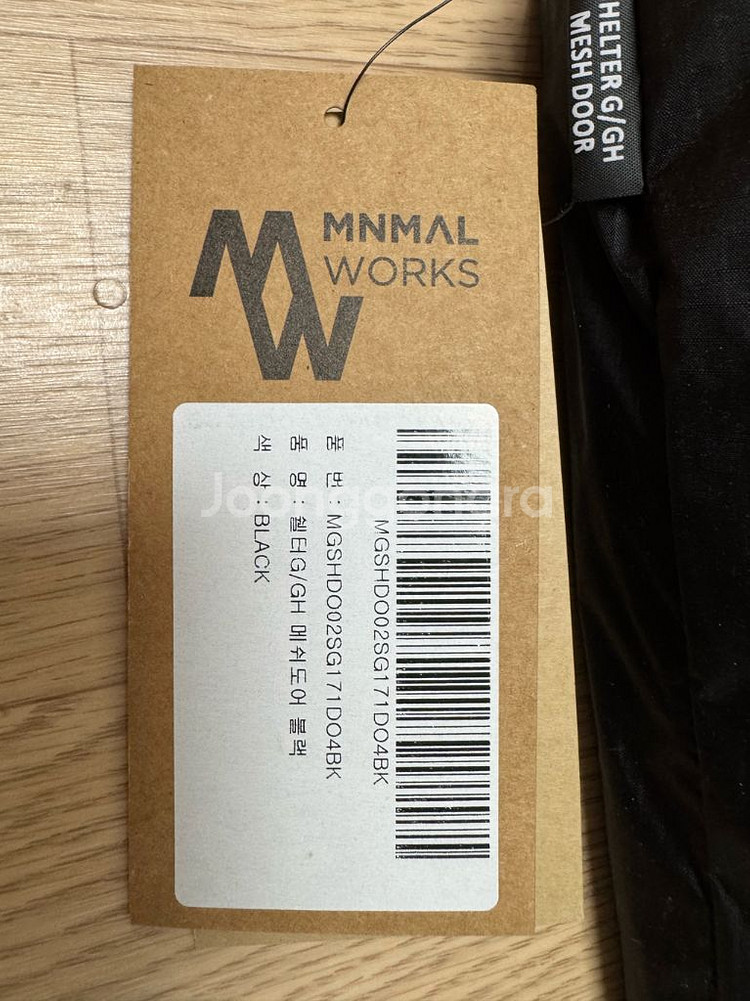 MNMAL
WORKS
MGSHDO02SG171DO4BK
품 번 : MGSHDO02SG171DO4BK
품 명 : 쉘터G/GH 메쉬도어 블랙
색 상 : BLACK
HELTER G/GH
MESH DOOR
Joongonara